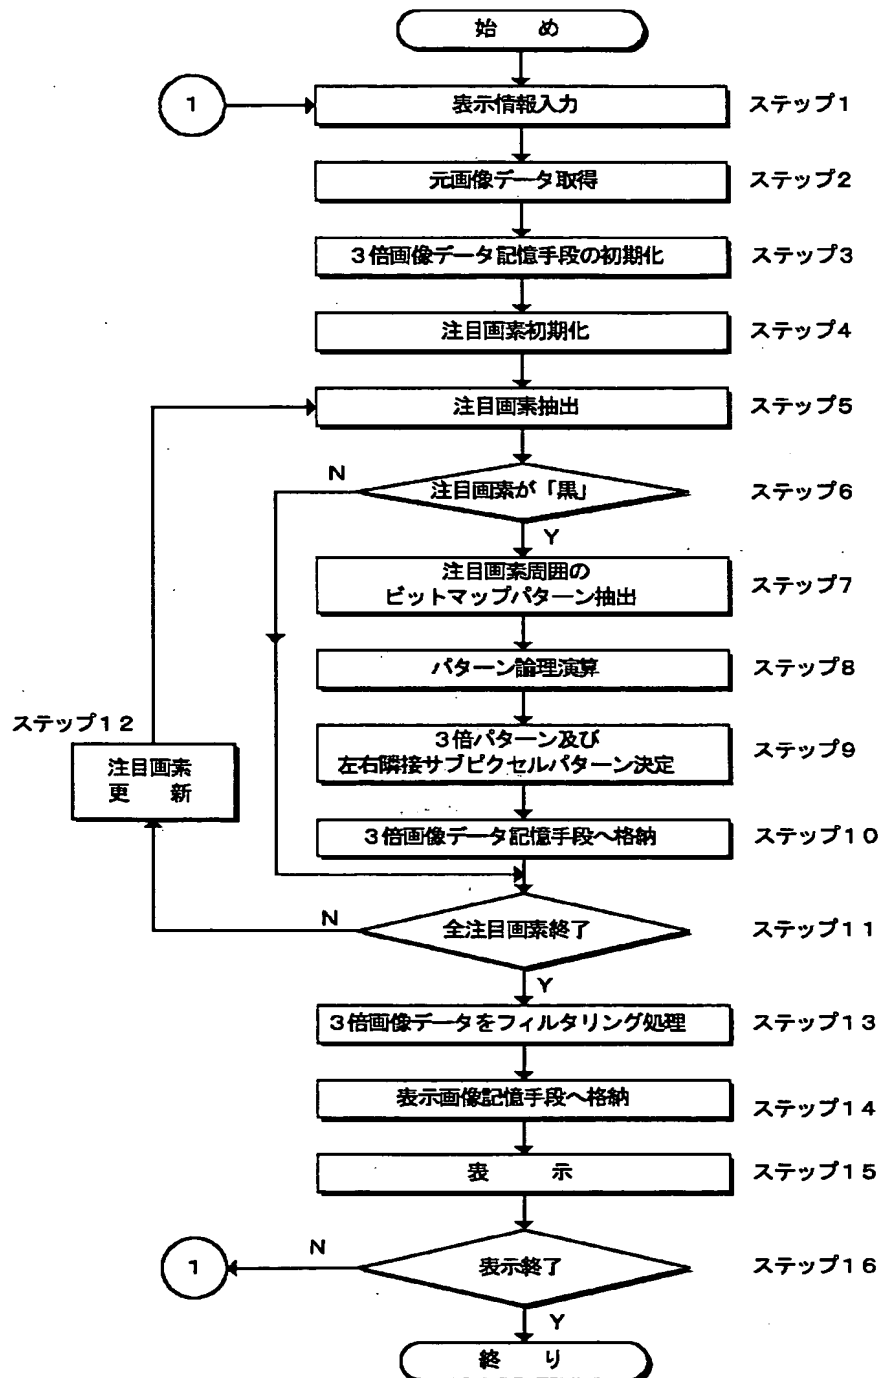 始　め
1
表示情報入力　ステップ1
元画像データ取得　ステップ2
3倍画像データ記憶手段の初期化　ステップ3
注目画素初期化　ステップ4
注目画素抽出　ステップ5
N
注目画素が「黒」　ステップ6
Y
注目画素周囲の
ビットマップパターン抽出　ステップ7
パターン論理演算　ステップ8
ステップ12
注目画素
更　新
3倍パターン及び
左右隣接サブピクセルパターン決定　ステップ9
3倍画像データ記憶手段へ格納　ステップ10
N
全注目画素終了　ステップ11
Y
3倍画像データをフィルタリング処理　ステップ13
表示画像記憶手段へ格納　ステップ14
表　示　ステップ15
1
N
表示終了　ステップ16
Y
終　り